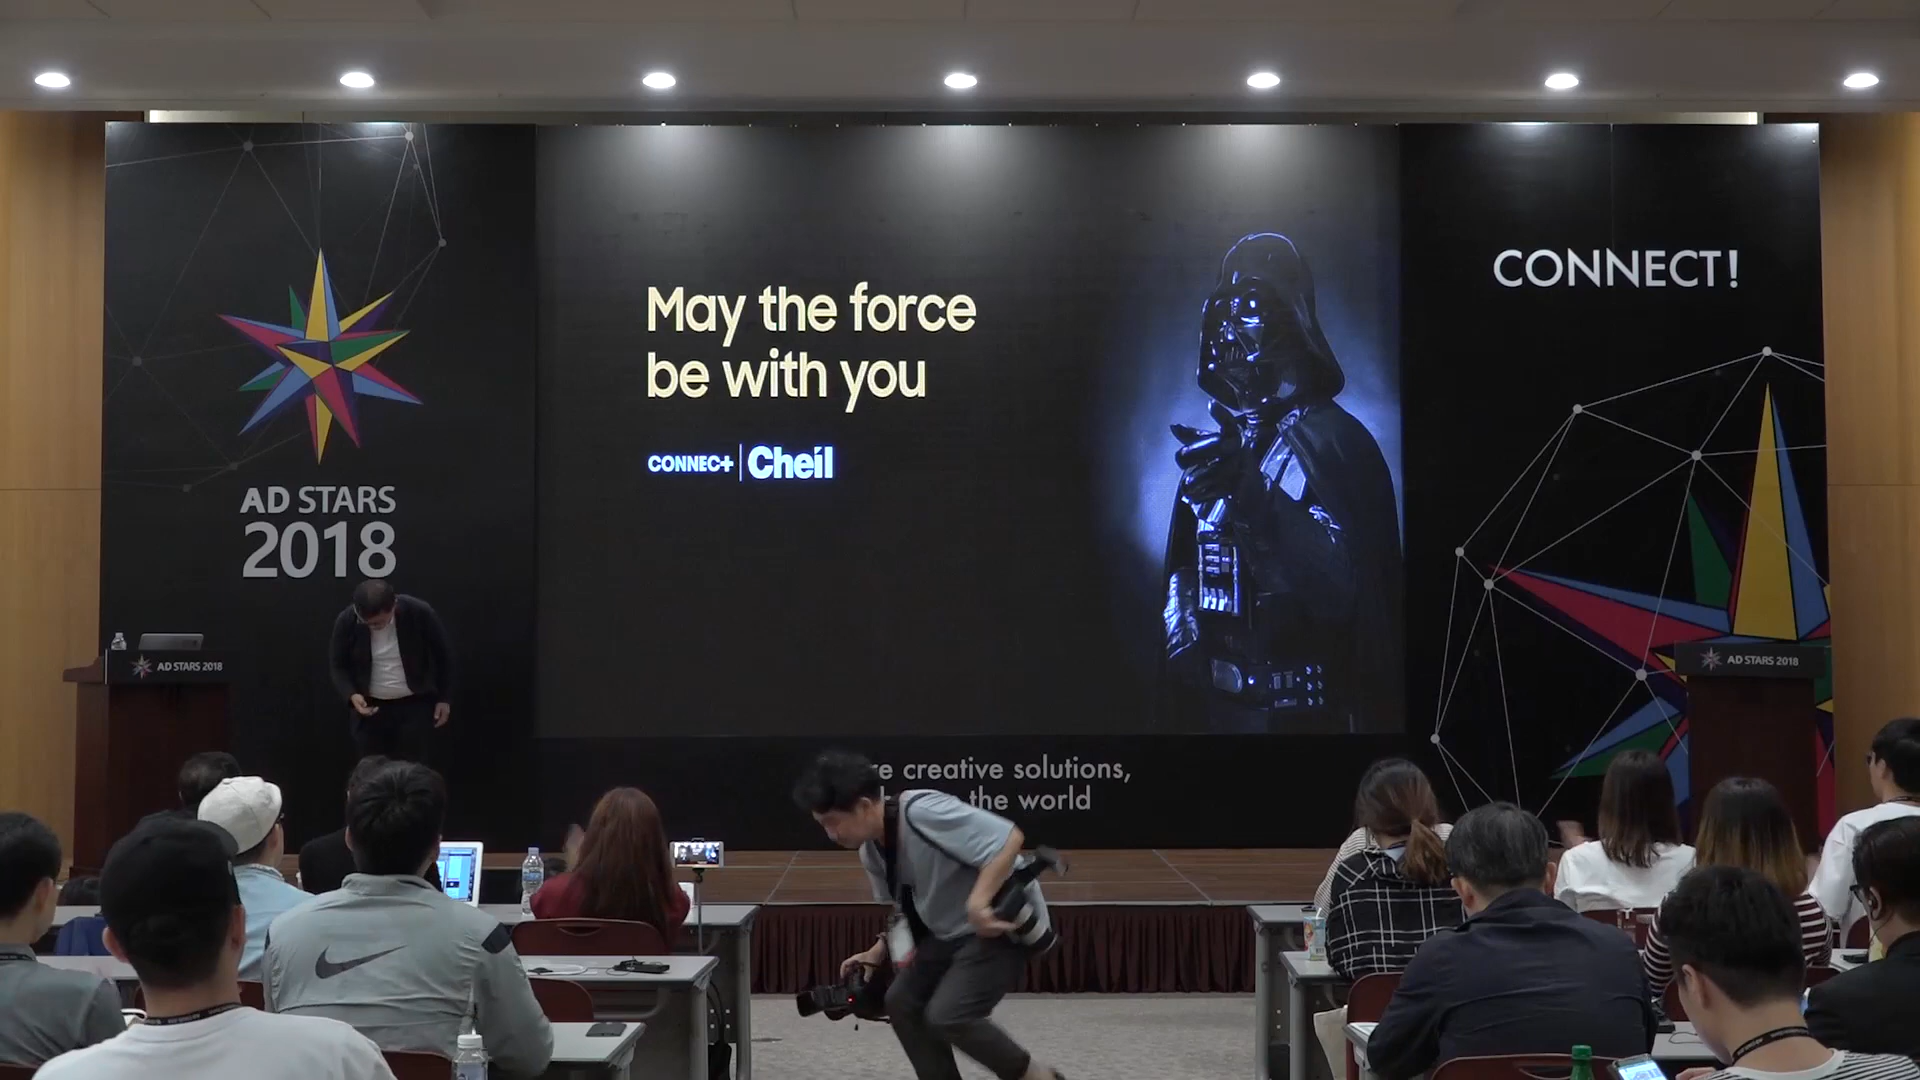 AD STARS
2018
May the force
be with you
CONNEC+ | Cheil
CONNECT!
AD STARS 2018
AD STARS 2018
creative solutions,
the world